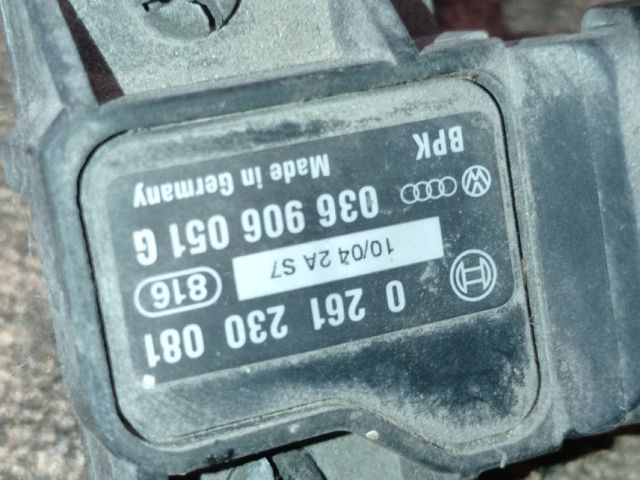 0 261 230 081
10/04 2A S7
816
036 906 051 G
Made in Germany
BPK